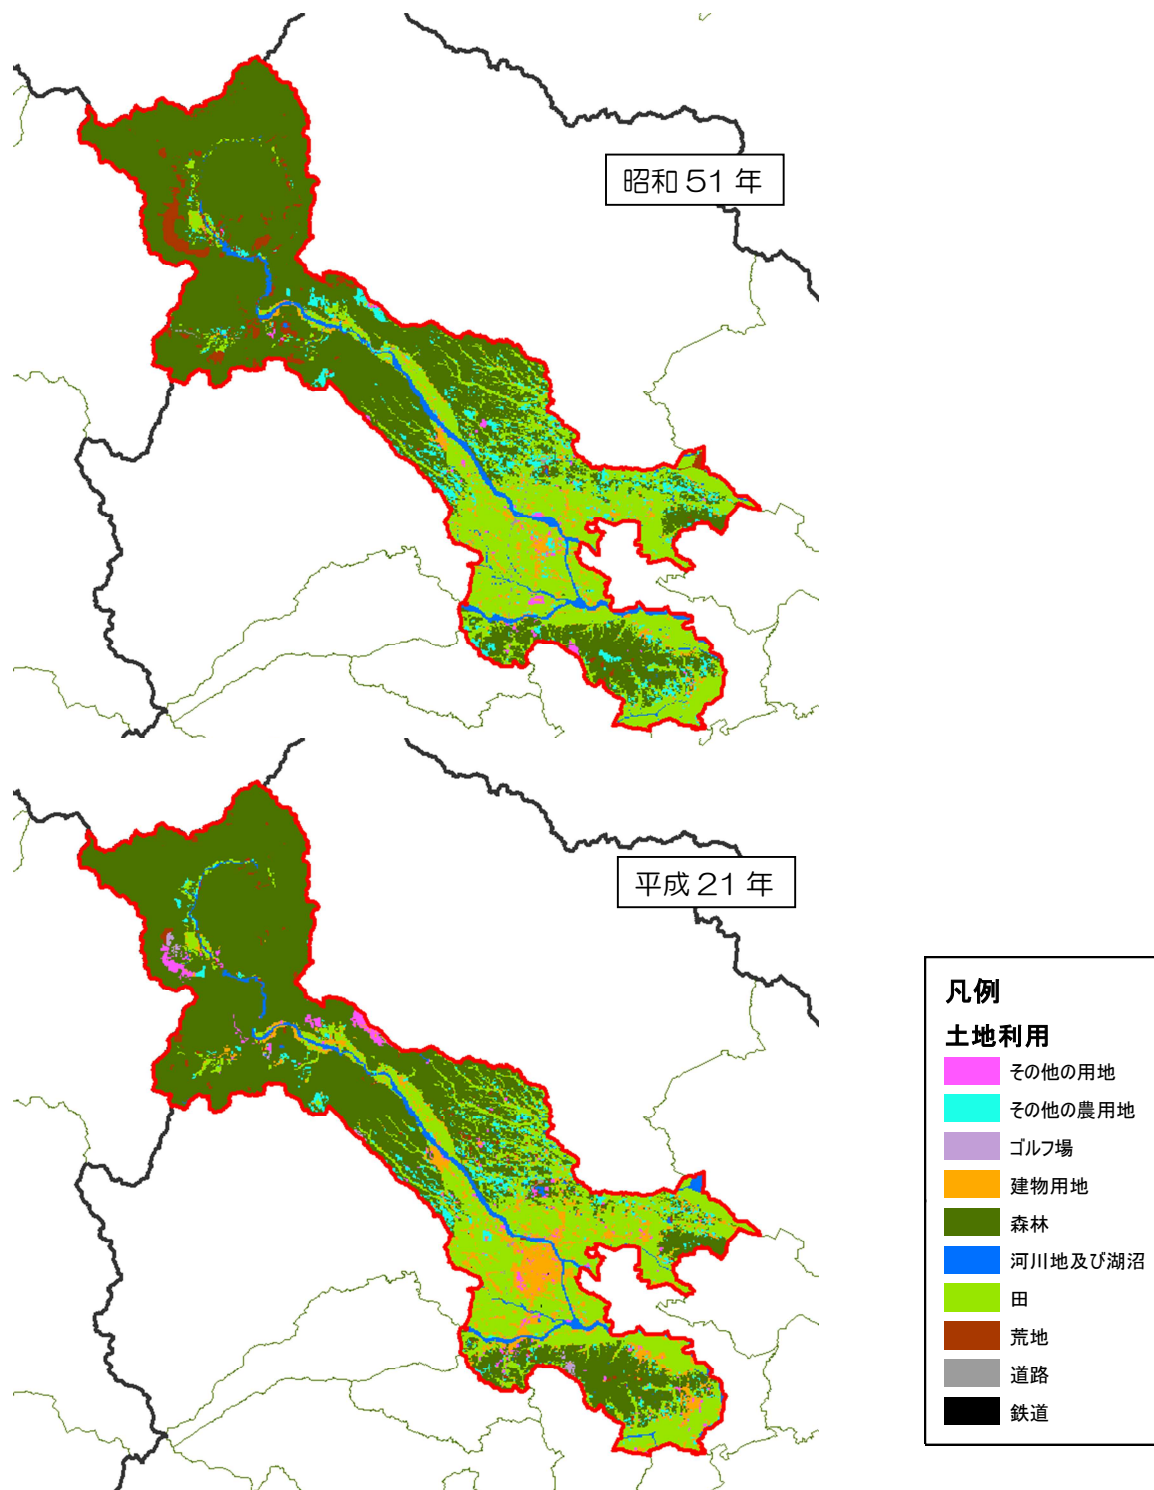 昭和 51 年
平成 21 年
凡例
土地利用
その他の用地
その他の農用地
ゴルフ場
建物用地
森林
河川地及び湖沼
田
荒地
道路
鉄道